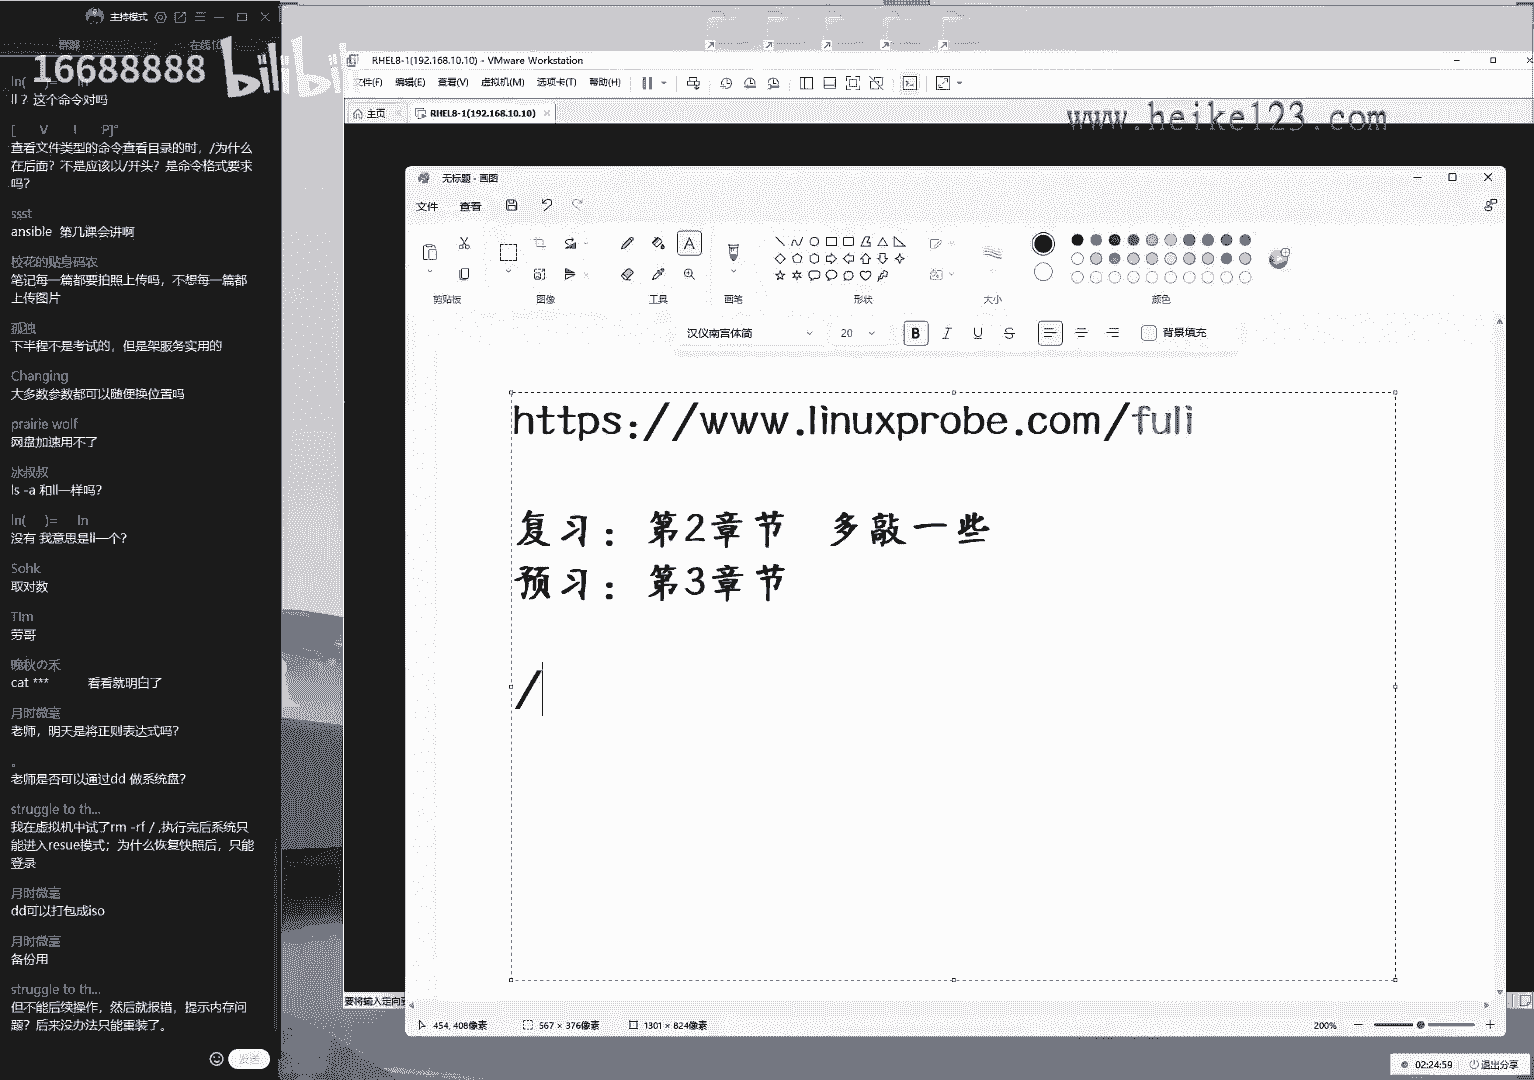 主持模式
群聊
16688888
bilibili
ln(
ll ？这个命令对吗
[ V ! P]°
查看文件类型的命令查看目录的时，/为什么
在后面？不是应该以/开头？是命令格式要求
吗？
ssst
ansible 第几课会讲啊
校花的贴身码农
笔记每一篇都要拍照上传吗，不想每一篇都
上传图片
孤独
下半程不是考试的，但是架服务实用的!
Changing
大多数参数都可以随便换位置吗
prairie wolf
网盘加速用不了
冰叔叔
ls -a 和ll一样吗？
ln( )= ln
没有 我意思是ll一个？
Sohk
取对数
TIm
劳哥
晚秋の禾
cat *** 看看就明白了
月时微毫
老师，明天是将正则表达式吗？
。
老师是否可以通过dd 做系统盘？
struggle to th...
我在虚拟机中试了rm -rf / ,执行完后系统只
能进入resue模式；为什么恢复快照后，只能
登录
月时微毫
dd可以打包成iso
月时微毫
备份用
struggle to th...
但不能后续操作，然后就报错，提示内存问
题？后来没办法只能重装了。
发送
RHEL8-1(192.168.10.10) - VMware Workstation
文件(F) 编辑(E) 查看(V) 虚拟机(M) 选项卡(T) 帮助(H)
主页 RHEL8-1(192.168.10.10)
www.heike123.com
无标题 - 画图
文件 查看
剪贴板 图像 工具 画笔 形状 大小 颜色
汉仪南宫体简 20 B I U S 背景填充
https://www.linuxprobe.com/fuli
复习：第2章节 多敲一些
预习：第3章节
/
要将输入定向到
454, 408像素 567 × 376像素 1301 × 824像素 200%
02:24:59 退出分享